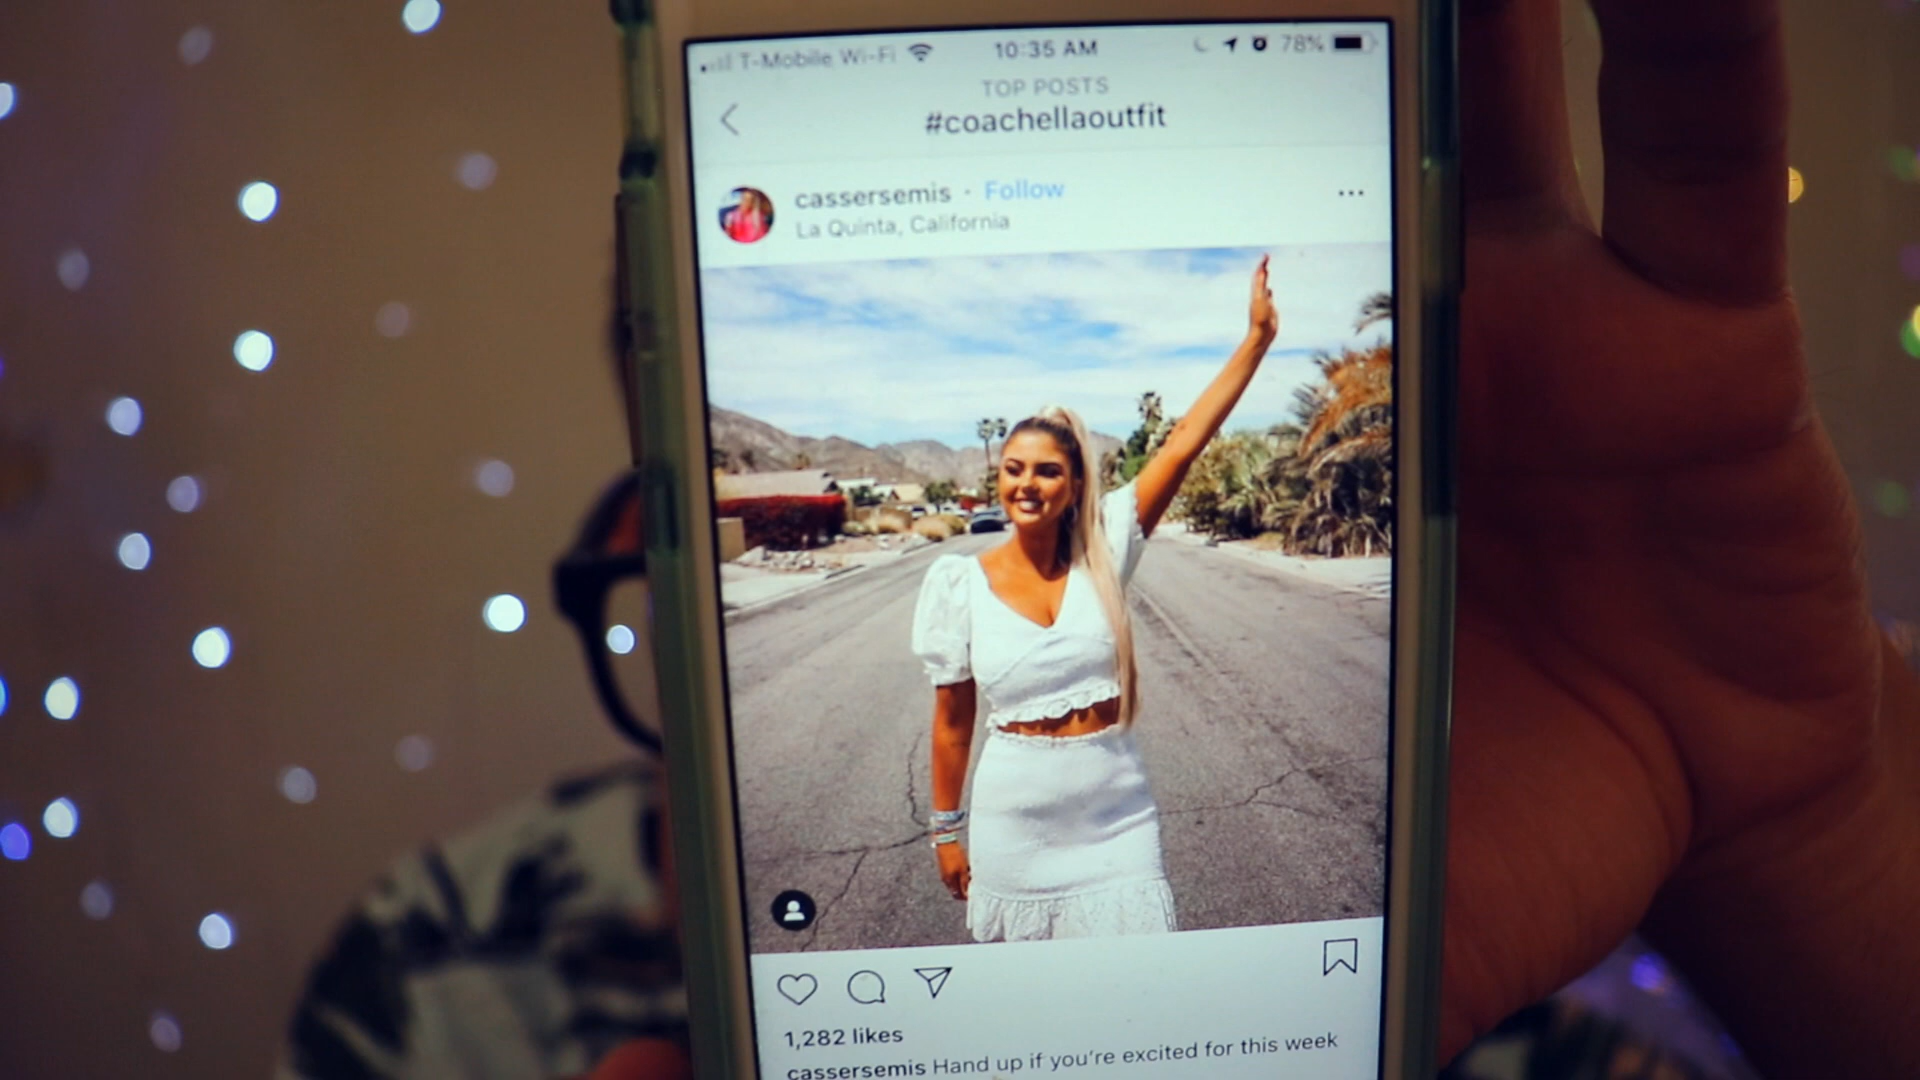 T-Mobile Wi-Fi 10:35 AM 78%
TOP POSTS
#coachellaoutfit
cassersemis · Follow
La Quinta, California
1,282 likes
cassersemis Hand up if you're excited for this week